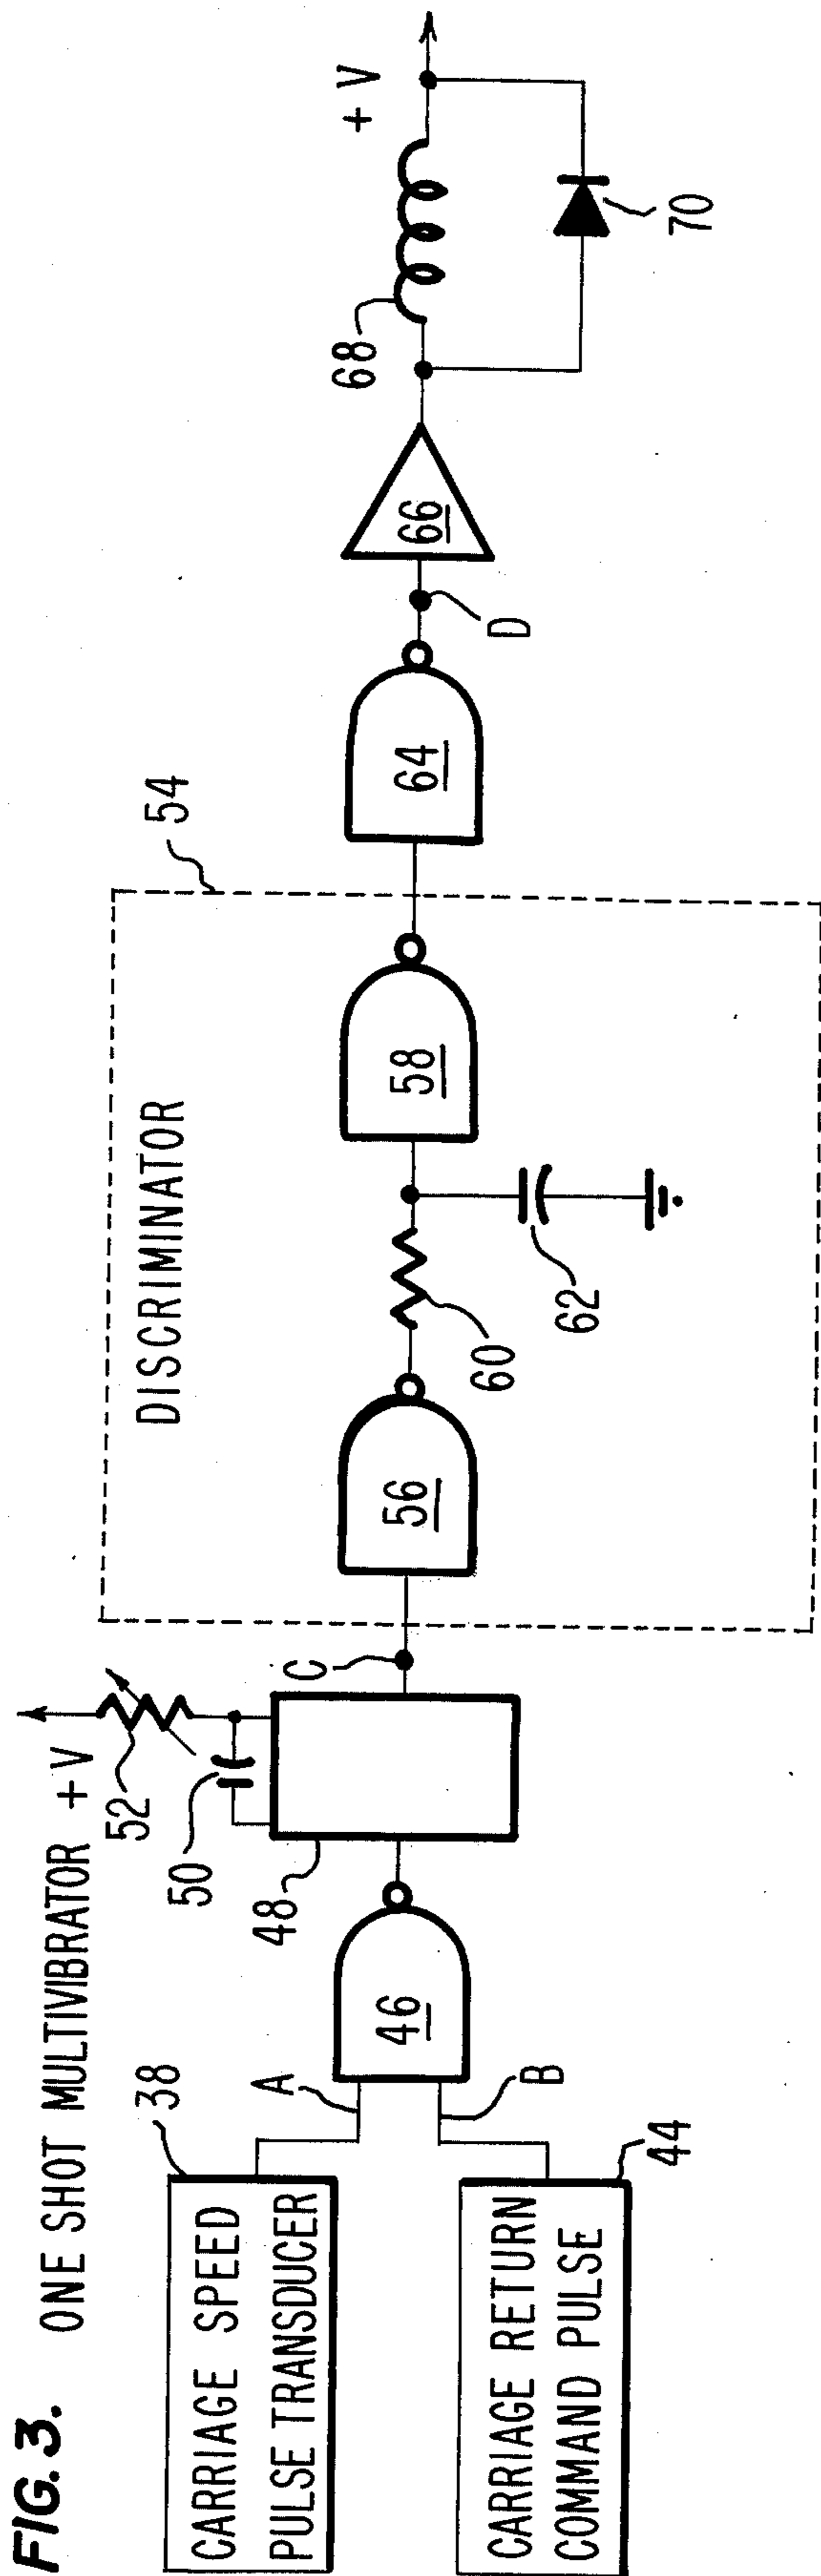 FIG. 3.
ONE SHOT MULTIVIBRATOR
+ V
52
50
48
38
CARRIAGE SPEED
PULSE TRANSDUCER
A
46
B
CARRIAGE RETURN
COMMAND PULSE
44
C
DISCRIMINATOR
54
56
60
62
58
64
D
66
68
+ V
70